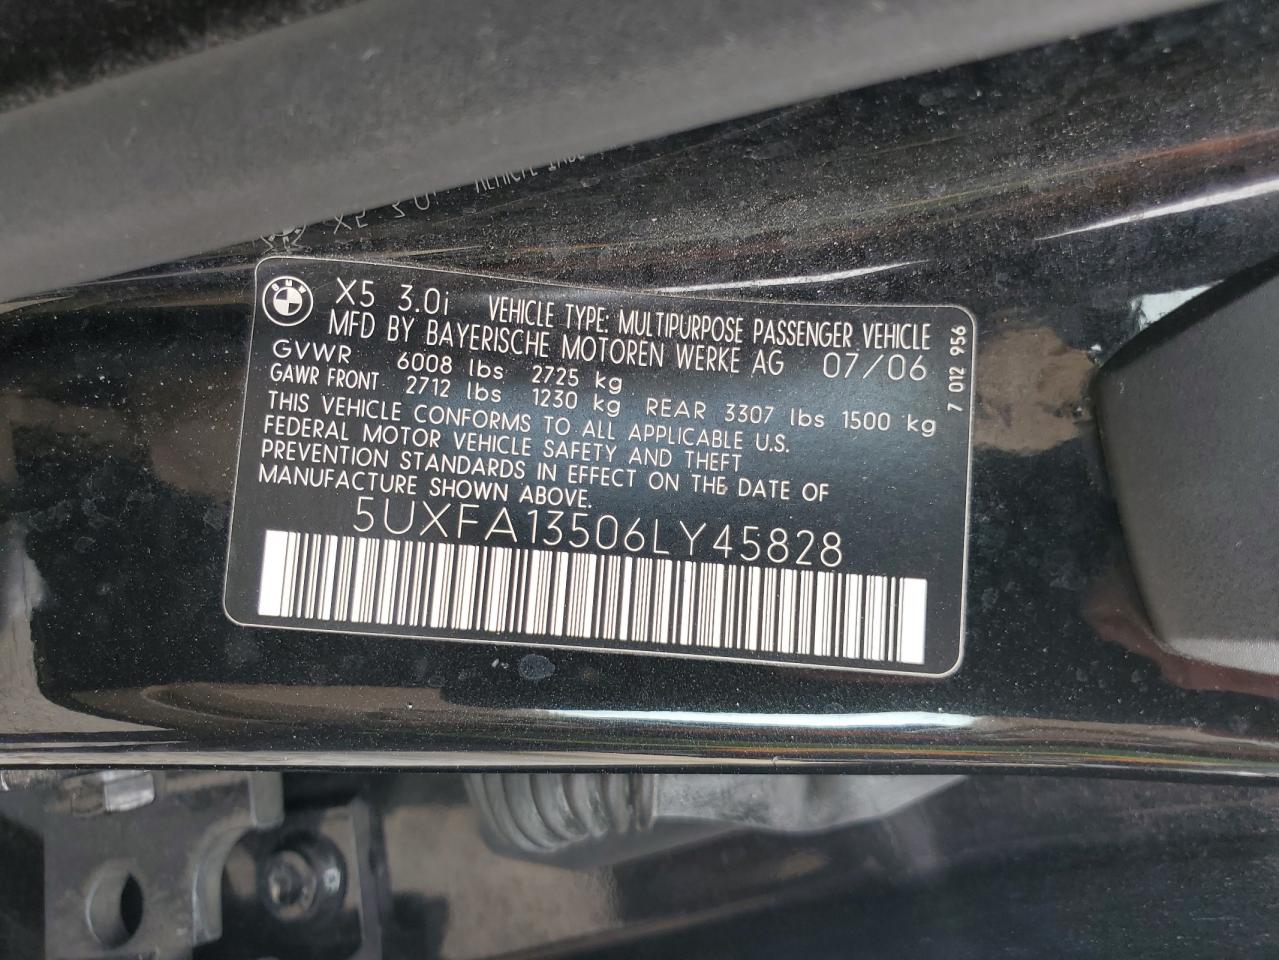 BMW X5 3.0i VEHICLE TYPE: MULTIPURPOSE PASSENGER VEHICLE
MFD BY BAYERISCHE MOTOREN WERKE AG 07/06
GVWR 6008 lbs 2725 kg
GAWR FRONT 2712 lbs 1230 kg REAR 3307 lbs 1500 kg
THIS VEHICLE CONFORMS TO ALL APPLICABLE U.S.
FEDERAL MOTOR VEHICLE SAFETY AND THEFT
PREVENTION STANDARDS IN EFFECT ON THE DATE OF
MANUFACTURE SHOWN ABOVE.
5UXFA13506LY45828
7 012 956